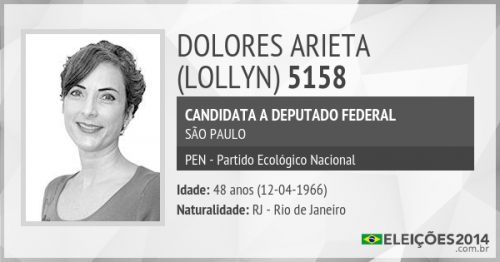 DOLORES ARIETA
(LOLLYN) 5158
CANDIDATA A DEPUTADO FEDERAL
SÃO PAULO
PEN - Partido Ecológico Nacional
Idade: 48 anos (12-04-1966)
Naturalidade: RJ - Rio de Janeiro
ELEIÇÕES2014
.com.br